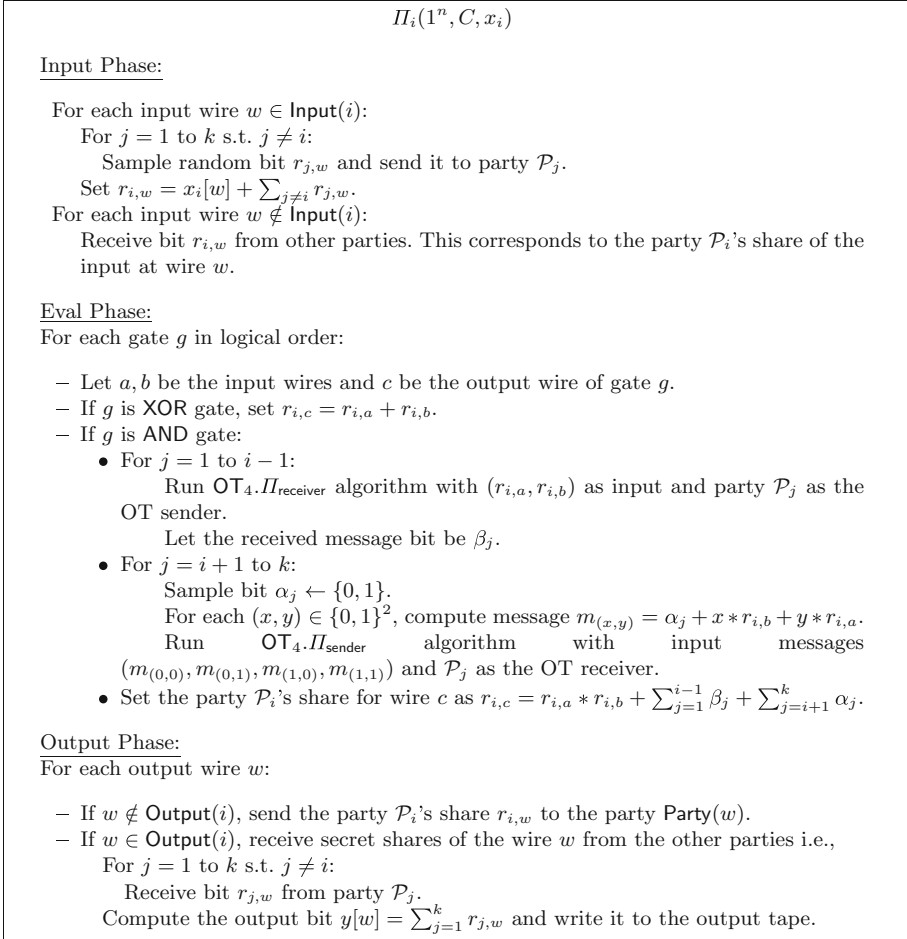 Π_i(1^n, C, x_i)
Input Phase:
For each input wire w ∈ Input(i):
For j = 1 to k s.t. j ≠ i:
Sample random bit r_{j,w} and send it to party P_j.
Set r_{i,w} = x_i[w] + ∑_{j≠i} r_{j,w}.
For each input wire w ∉ Input(i):
Receive bit r_{i,w} from other parties. This corresponds to the party P_i's share of the
input at wire w.
Eval Phase:
For each gate g in logical order:
– Let a, b be the input wires and c be the output wire of gate g.
– If g is XOR gate, set r_{i,c} = r_{i,a} + r_{i,b}.
– If g is AND gate:
• For j = 1 to i − 1:
Run OT_4.Π_receiver algorithm with (r_{i,a}, r_{i,b}) as input and party P_j as the
OT sender.
Let the received message bit be β_j.
• For j = i + 1 to k:
Sample bit α_j ← {0, 1}.
For each (x, y) ∈ {0, 1}^2, compute message m_{(x,y)} = α_j + x ∗ r_{i,b} + y ∗ r_{i,a}.
Run OT_4.Π_sender algorithm with input messages
(m_{(0,0)}, m_{(0,1)}, m_{(1,0)}, m_{(1,1)}) and P_j as the OT receiver.
• Set the party P_i's share for wire c as r_{i,c} = r_{i,a} ∗ r_{i,b} + ∑_{j=1}^{i−1} β_j + ∑_{j=i+1}^{k} α_j.
Output Phase:
For each output wire w:
– If w ∉ Output(i), send the party P_i's share r_{i,w} to the party Party(w).
– If w ∈ Output(i), receive secret shares of the wire w from the other parties i.e.,
For j = 1 to k s.t. j ≠ i:
Receive bit r_{j,w} from party P_j.
Compute the output bit y[w] = ∑_{j=1}^{k} r_{j,w} and write it to the output tape.